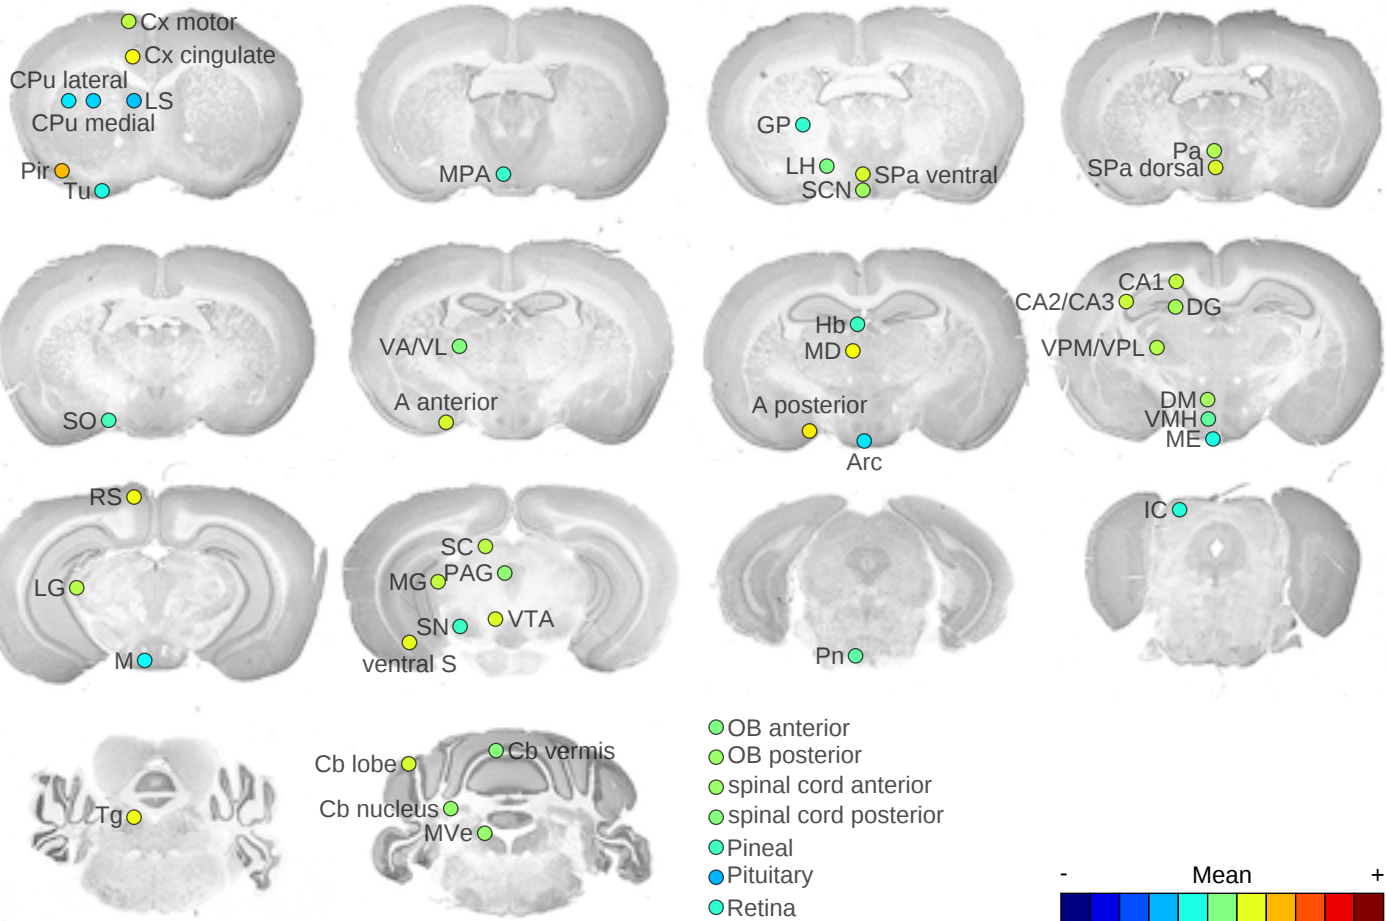 Cx motor
Cx cingulate
CPu lateral
LS
CPu medial
Pir
Tu
MPA
GP
LH
SPa ventral
SCN
Pa
SPa dorsal
SO
VA/VL
A anterior
Hb
MD
A posterior
Arc
CA1
CA2/CA3
DG
VPM/VPL
DM
VMH
ME
RS
LG
M
SC
MG
PAG
SN
VTA
ventral S
Pn
IC
Tg
Cb lobe
Cb vermis
Cb nucleus
MVe
OB anterior
OB posterior
spinal cord anterior
spinal cord posterior
Pineal
Pituitary
Retina
- Mean +